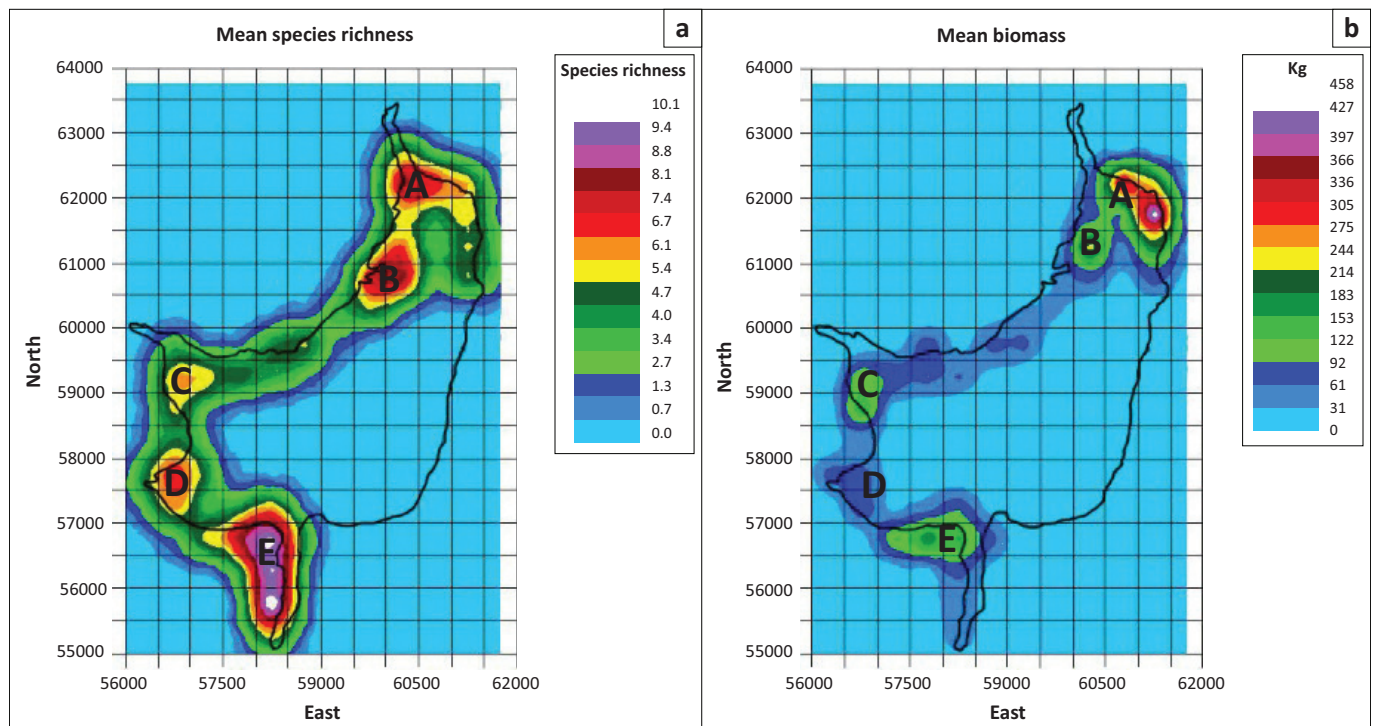 Mean species richness
a
Species richness
10.1
9.4
8.8
8.1
7.4
6.7
6.1
5.4
4.7
4.0
3.4
2.7
1.3
0.7
0.0
64000
63000
62000
61000
60000
59000
58000
57000
56000
55000
North
A
B
C
D
E
56000 57500 59000 60500 62000
East
Mean biomass
b
Kg
458
427
397
366
336
305
275
244
214
183
153
122
92
61
31
0
64000
63000
62000
61000
60000
59000
58000
57000
56000
55000
North
A
B
C
D
E
56000 57500 59000 60500 62000
East